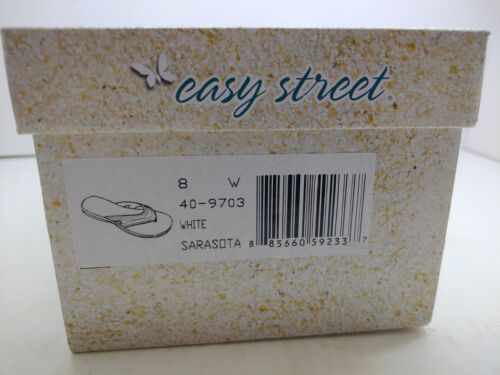 easy street®
8 W
40-9703
WHITE
SARASOTA
8 85660 59233 7